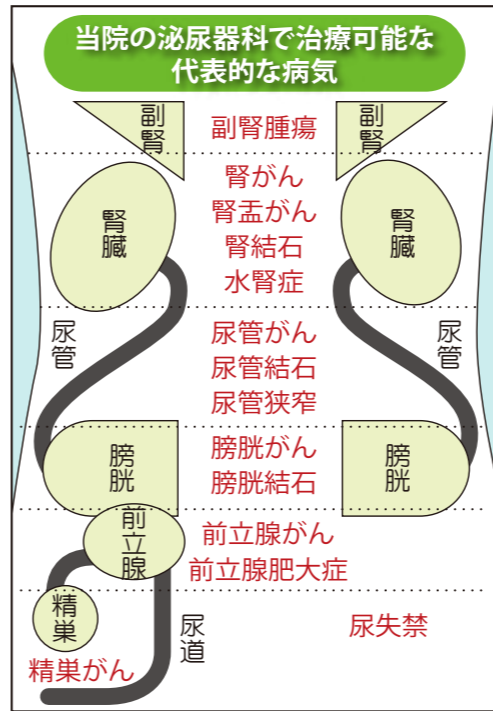 当院の泌尿器科で治療可能な
代表的な病気
副腎
副腎腫瘍
副腎
腎臓
腎がん
腎盂がん
腎結石
水腎症
腎臓
尿管
尿管がん
尿管結石
尿管狭窄
尿管
膀胱
膀胱がん
膀胱結石
膀胱
前立腺
前立腺がん
前立腺肥大症
精巣
尿道
尿失禁
精巣がん